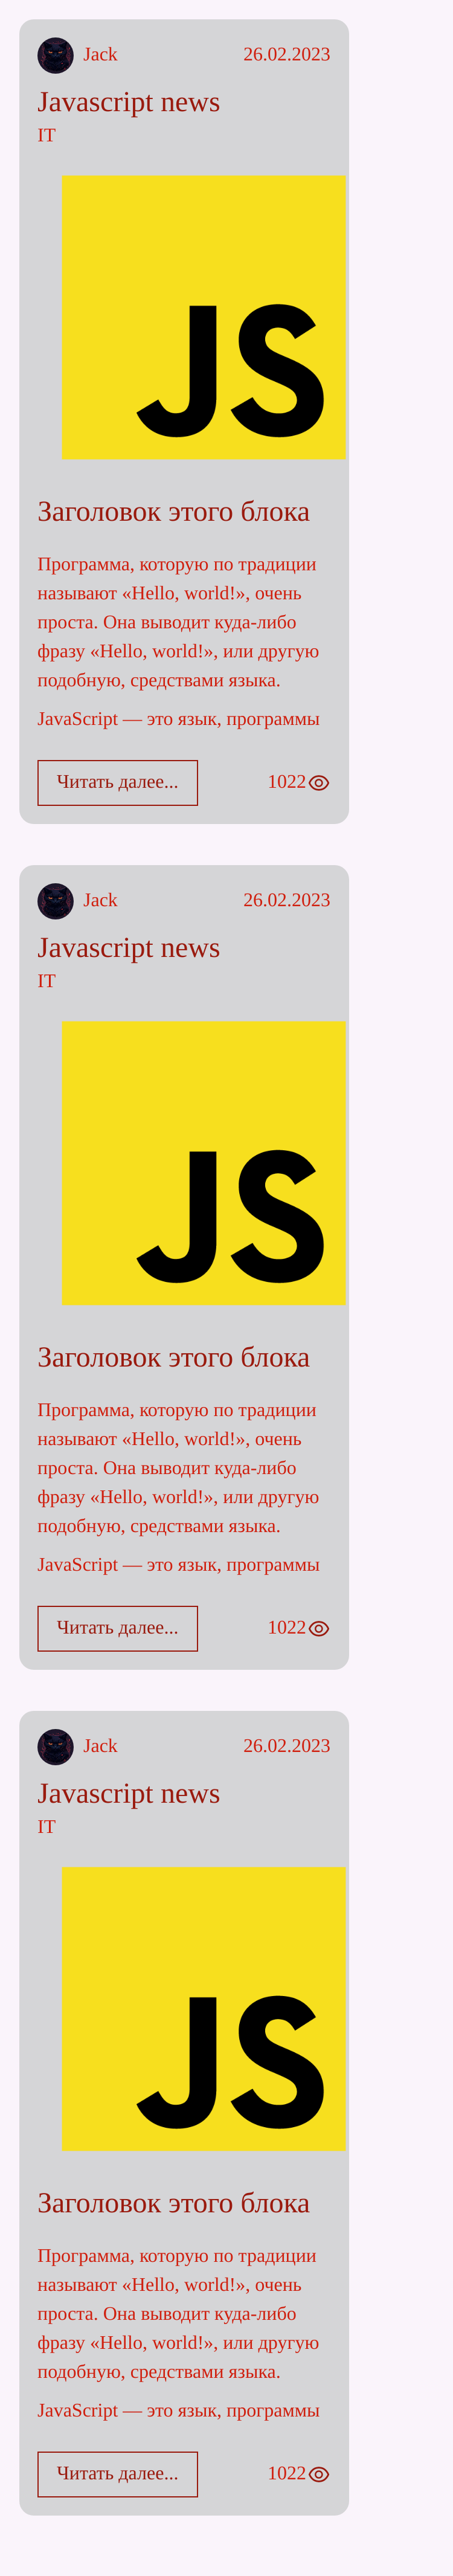 Jack 26.02.2023
Javascript news
IT
JS
Заголовок этого блока
Программа, которую по традиции
называют «Hello, world!», очень
проста. Она выводит куда-либо
фразу «Hello, world!», или другую
подобную, средствами языка.
JavaScript — это язык, программы
Читать далее... 1022
Jack 26.02.2023
Javascript news
IT
JS
Заголовок этого блока
Программа, которую по традиции
называют «Hello, world!», очень
проста. Она выводит куда-либо
фразу «Hello, world!», или другую
подобную, средствами языка.
JavaScript — это язык, программы
Читать далее... 1022
Jack 26.02.2023
Javascript news
IT
JS
Заголовок этого блока
Программа, которую по традиции
называют «Hello, world!», очень
проста. Она выводит куда-либо
фразу «Hello, world!», или другую
подобную, средствами языка.
JavaScript — это язык, программы
Читать далее... 1022